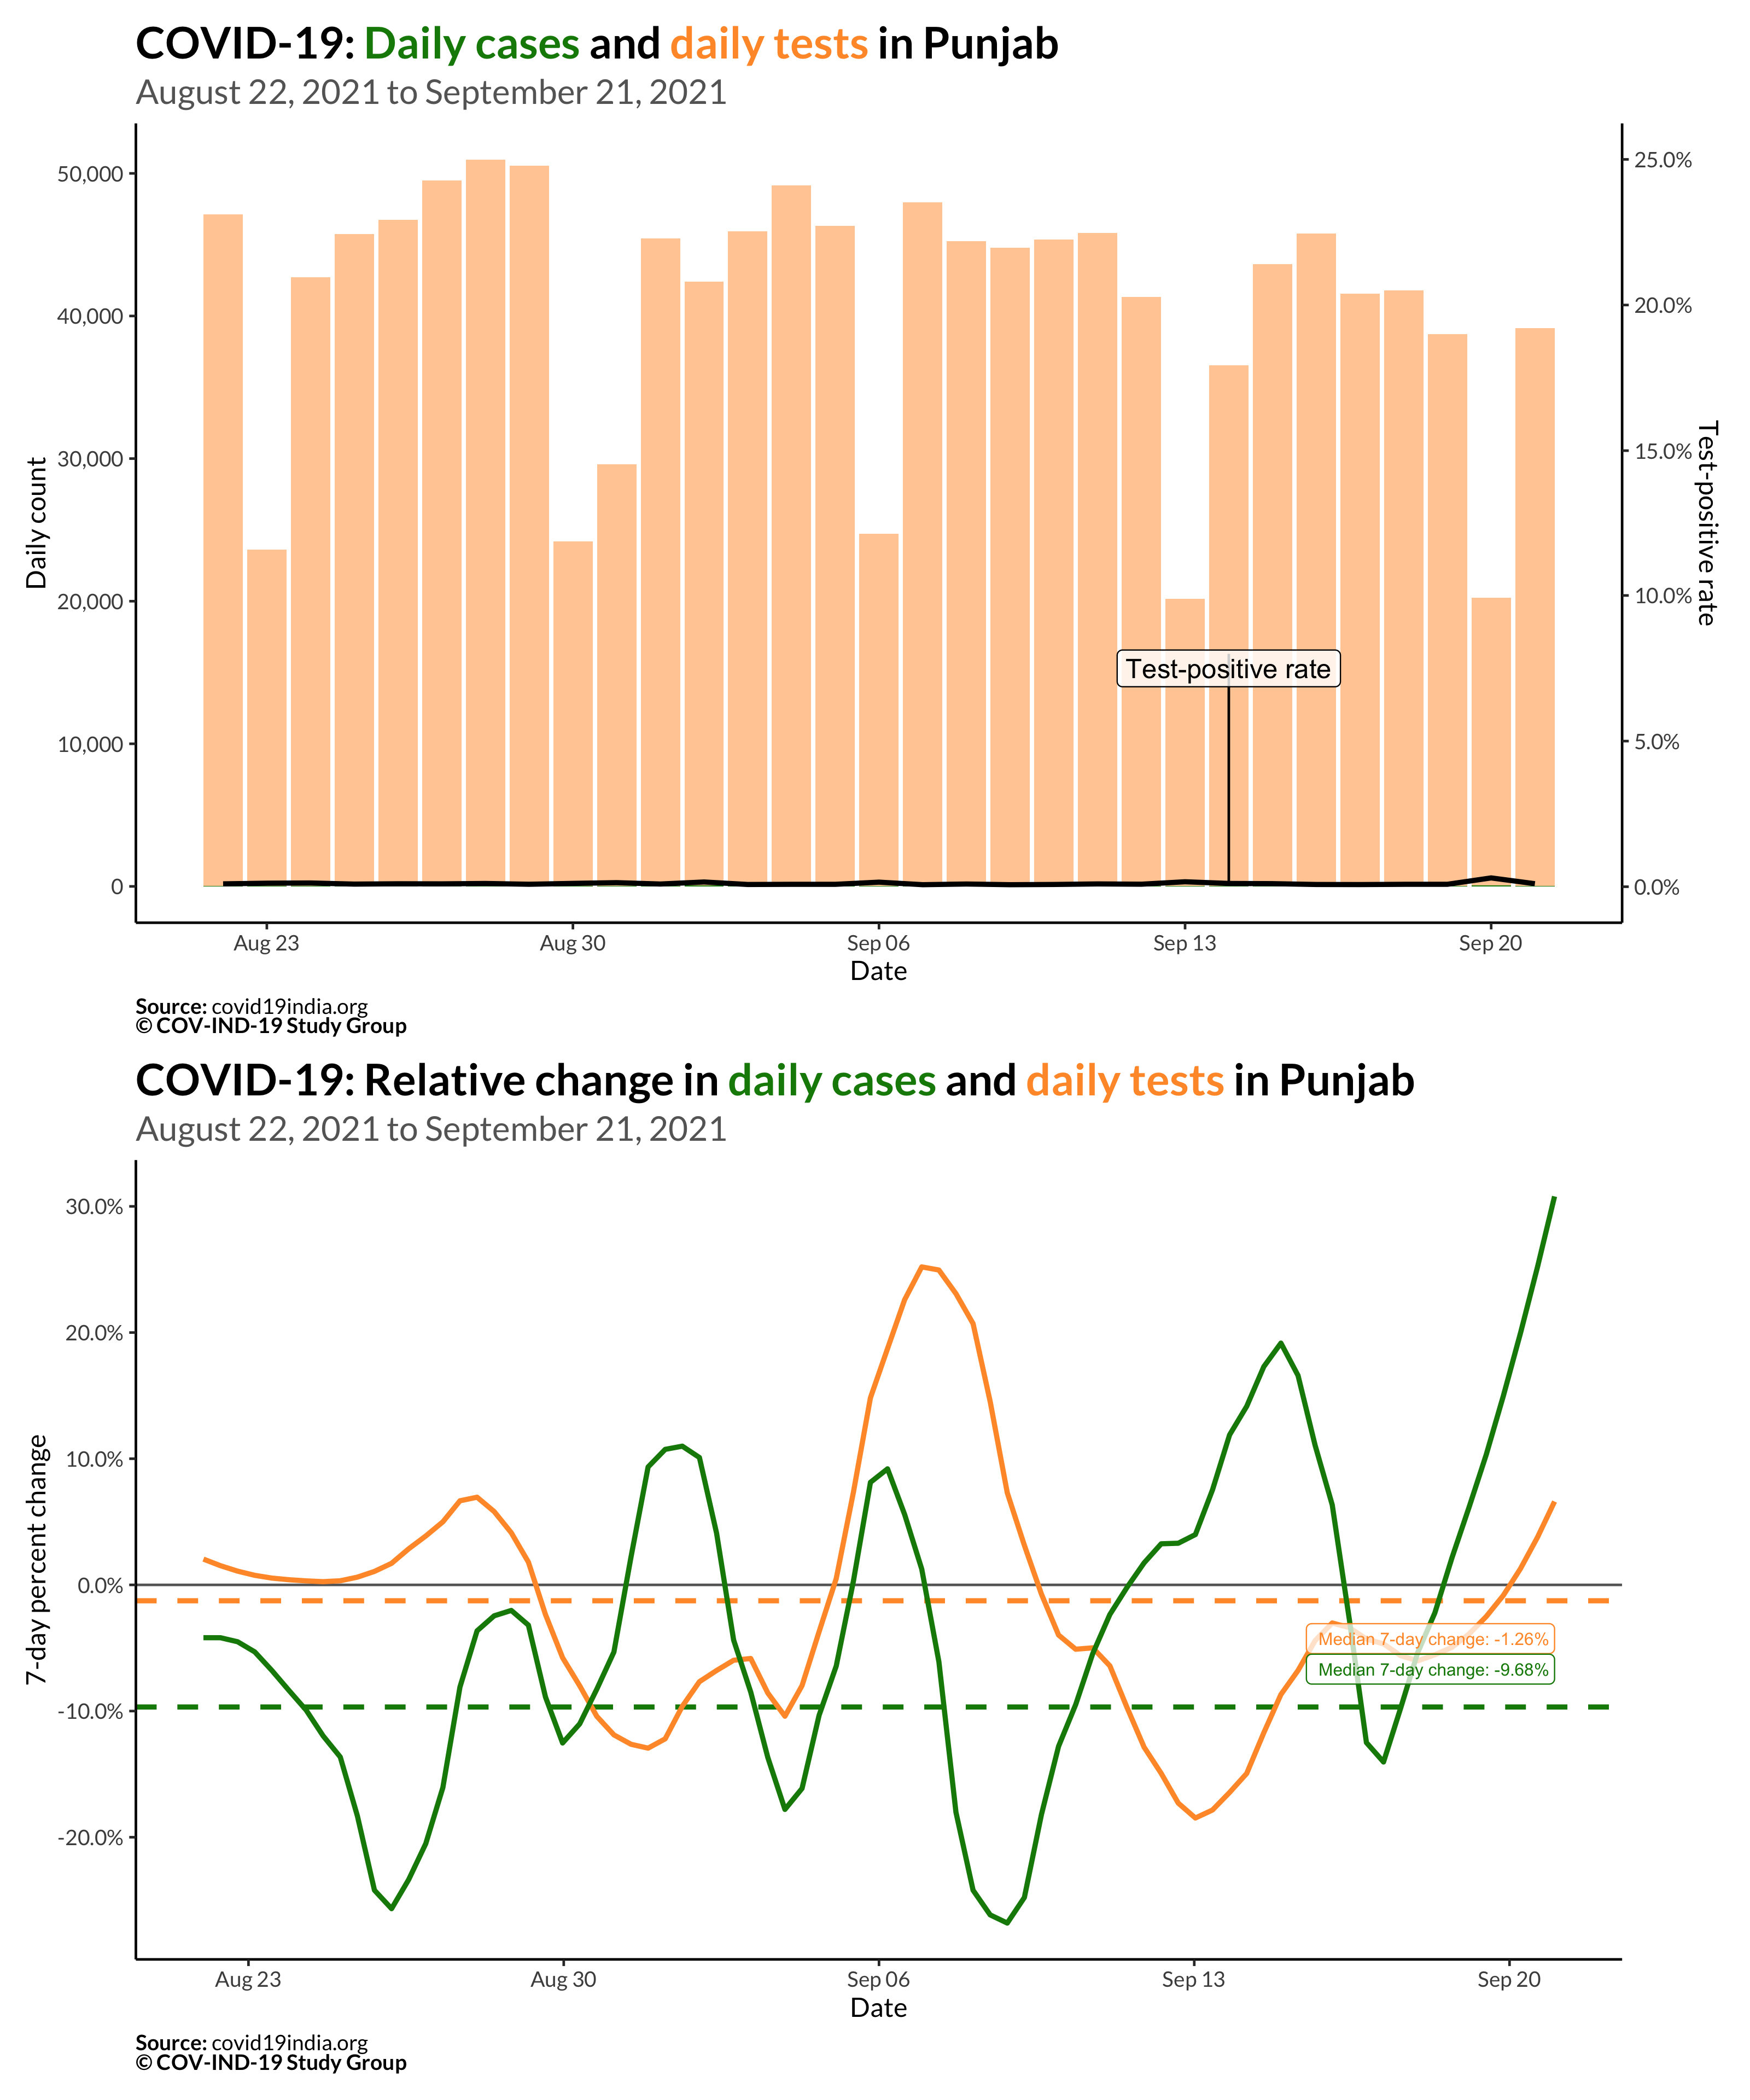 COVID-19: Daily cases and daily tests in Punjab
August 22, 2021 to September 21, 2021
50,000
40,000
30,000
20,000
10,000
0
Daily count
25.0%
20.0%
15.0%
10.0%
5.0%
0.0%
Test-positive rate
Test-positive rate
Aug 23
Aug 30
Sep 06
Sep 13
Sep 20
Date
Source: covid19india.org
© COV-IND-19 Study Group
COVID-19: Relative change in daily cases and daily tests in Punjab
August 22, 2021 to September 21, 2021
30.0%
20.0%
10.0%
0.0%
-10.0%
-20.0%
7-day percent change
Median 7-day change: -1.26%
Median 7-day change: -9.68%
Aug 23
Aug 30
Sep 06
Sep 13
Sep 20
Date
Source: covid19india.org
© COV-IND-19 Study Group